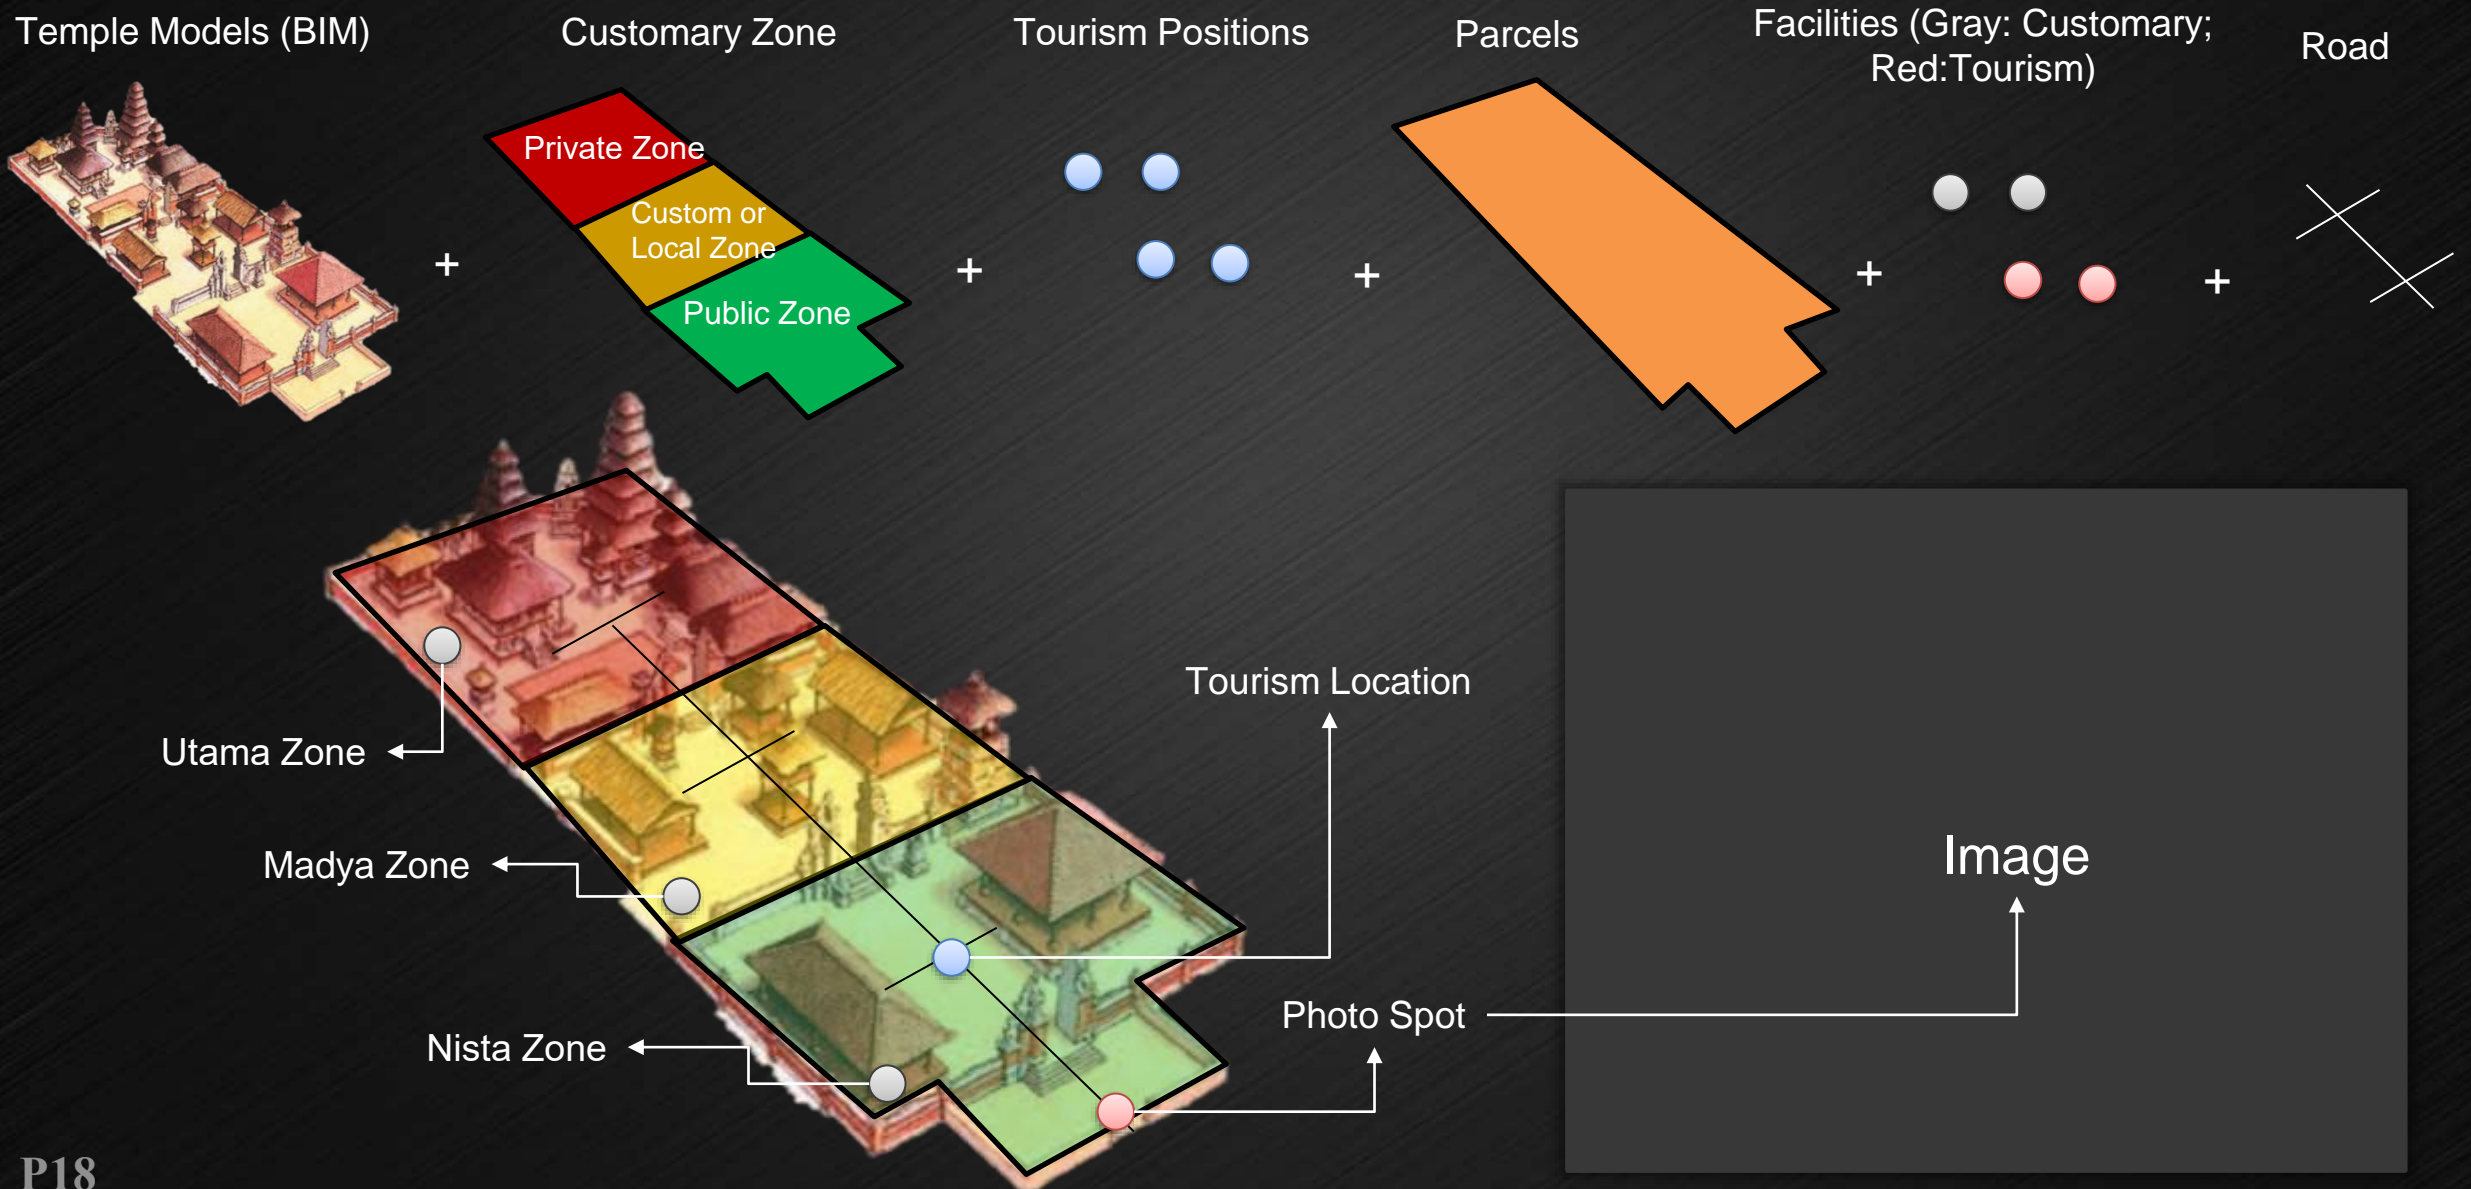 Temple Models (BIM)
Customary Zone
Tourism Positions
Parcels
Facilities (Gray: Customary;
Red:Tourism)
Road
Private Zone
Custom or
Local Zone
Public Zone
+
+
+
+
+
Tourism Location
Utama Zone
Madya Zone
Image
Photo Spot
Nista Zone
P18